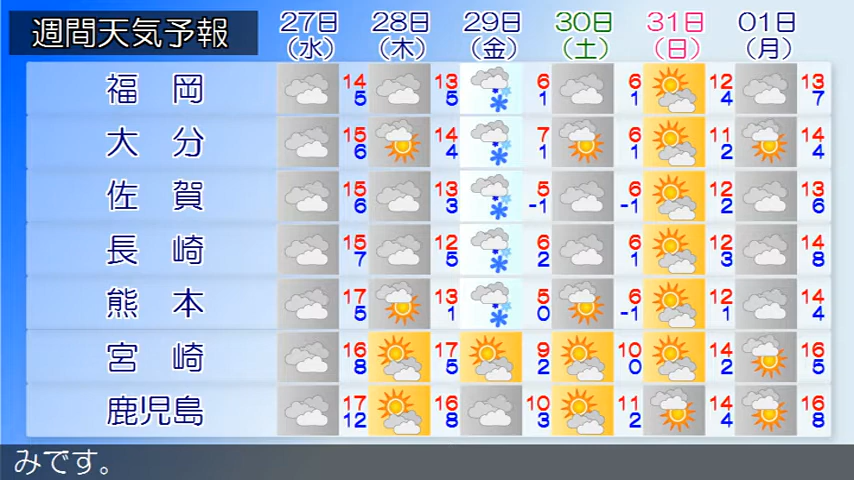 週間天気予報
27日 28日 29日 30日 31日 01日
(水) (木) (金) (土) (日) (月)
福岡 14 13 6 6 12 13
5 5 1 1 4 7
大分 15 14 7 6 11 14
6 4 1 1 2 4
佐賀 15 13 5 6 12 13
6 3 -1 -1 2 6
長崎 15 12 6 6 12 14
7 5 2 1 3 8
熊本 17 13 5 6 12 14
5 1 0 -1 1 4
宮崎 16 17 9 10 14 16
8 5 2 0 2 5
鹿児島 17 16 10 11 14 16
12 8 3 2 4 8
みです。